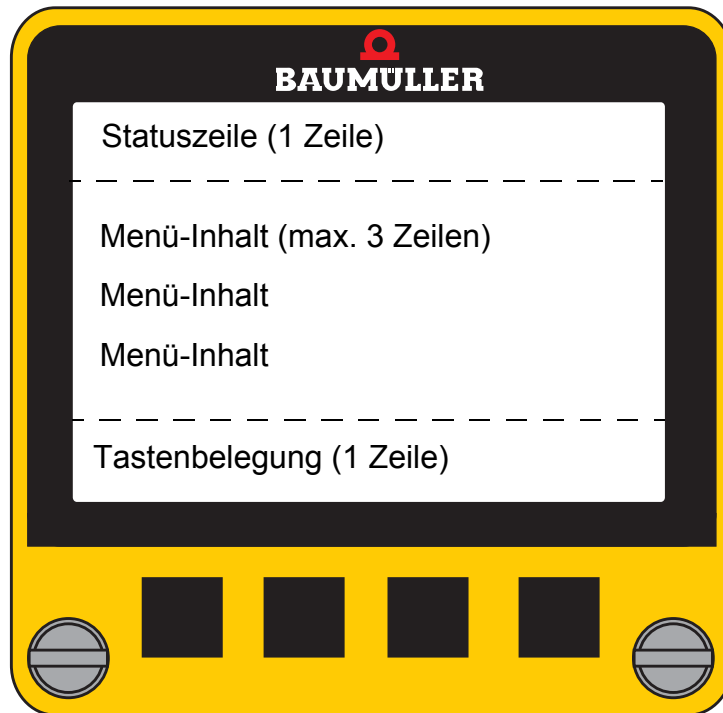 BAUMÜLLER
Statuszeile (1 Zeile)
Menü-Inhalt (max. 3 Zeilen)
Menü-Inhalt
Menü-Inhalt
Tastenbelegung (1 Zeile)